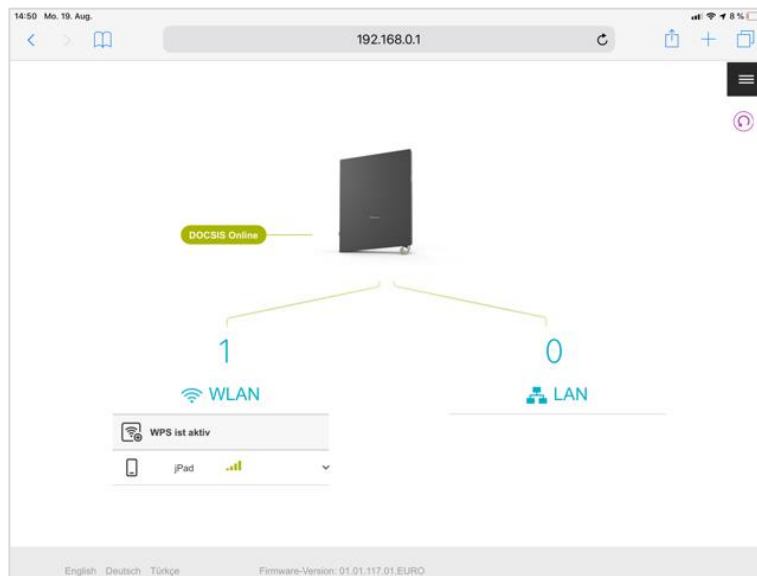 14:50 Mo. 19. Aug. 8 %
192.168.0.1
DOCSIS Online
1 0
WLAN LAN
WPS ist aktiv
jPad
English Deutsch Türkçe Firmware-Version: 01.01.117.01.EURO